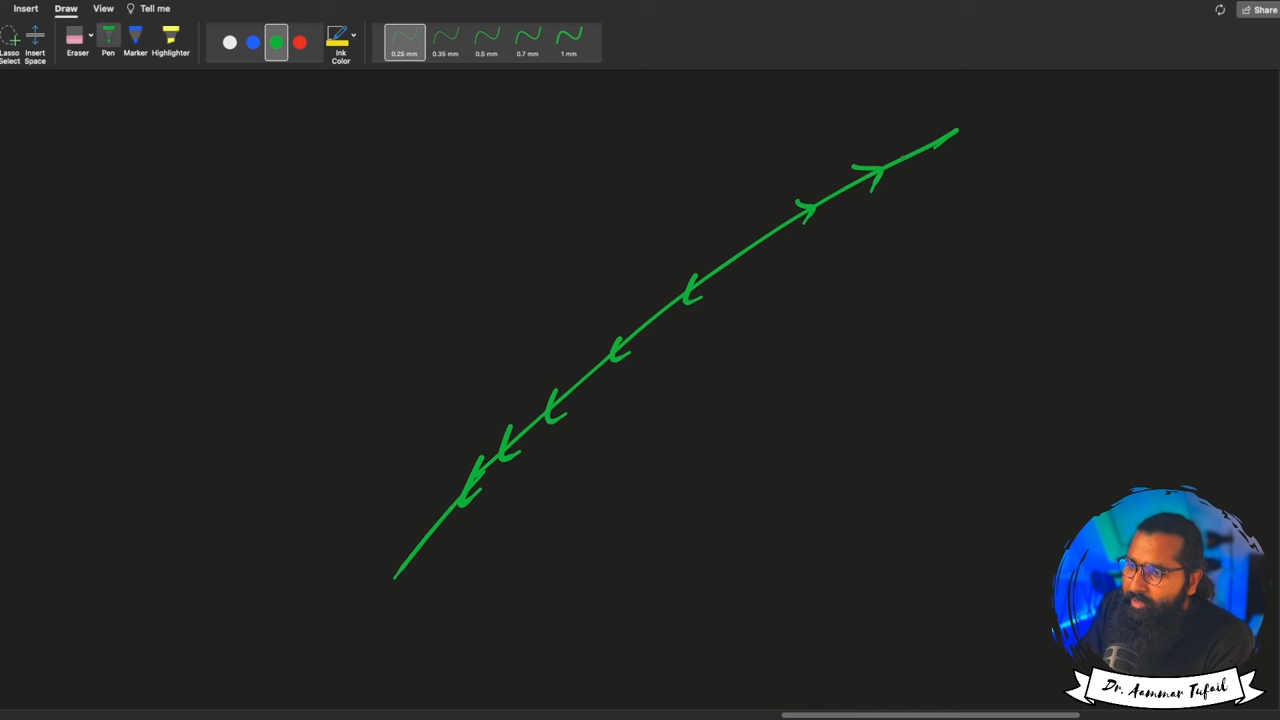 Insert Draw View Tell me
Share
Lasso Select
Insert Space
Eraser
Pen
Marker
Highlighter
Ink Color
0.25 mm
0.35 mm
0.5 mm
0.7 mm
1 mm
Dr. Aammar Tufail